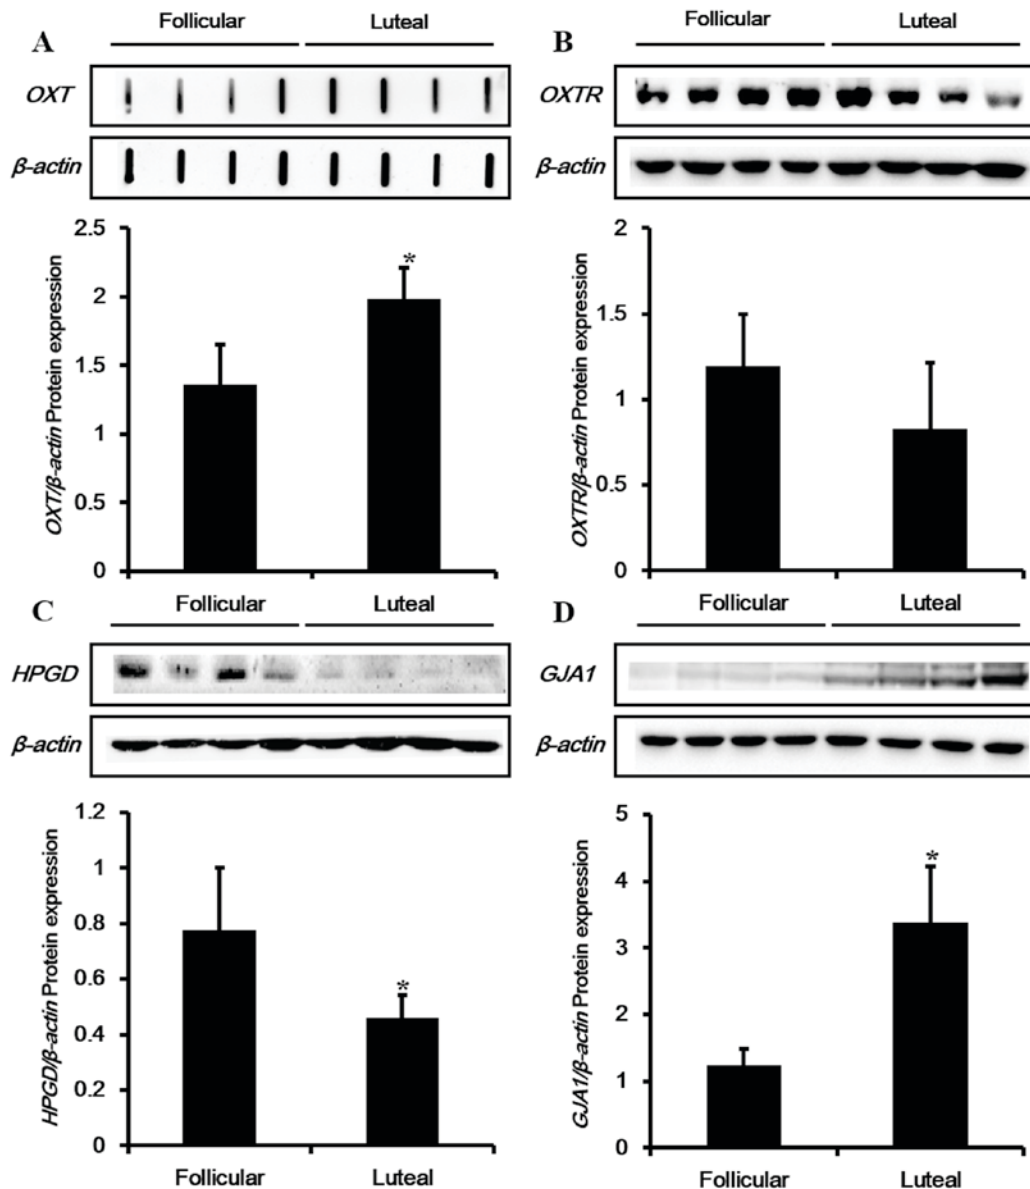 A
Follicular
Luteal
OXT
β-actin
OXT/β-actin Protein expression
2.5
2
1.5
1
0.5
0
*
B
Follicular
Luteal
OXTR
β-actin
OXTR/β-actin Protein expression
2
1.5
1
0.5
0
C
Follicular
Luteal
HPGD
β-actin
HPGD/β-actin Protein expression
1.2
1
0.8
0.6
0.4
0.2
0
*
Follicular
Luteal
D
Follicular
Luteal
GJA1
β-actin
GJA1/β-actin Protein expression
5
4
3
2
1
0
*
Follicular
Luteal